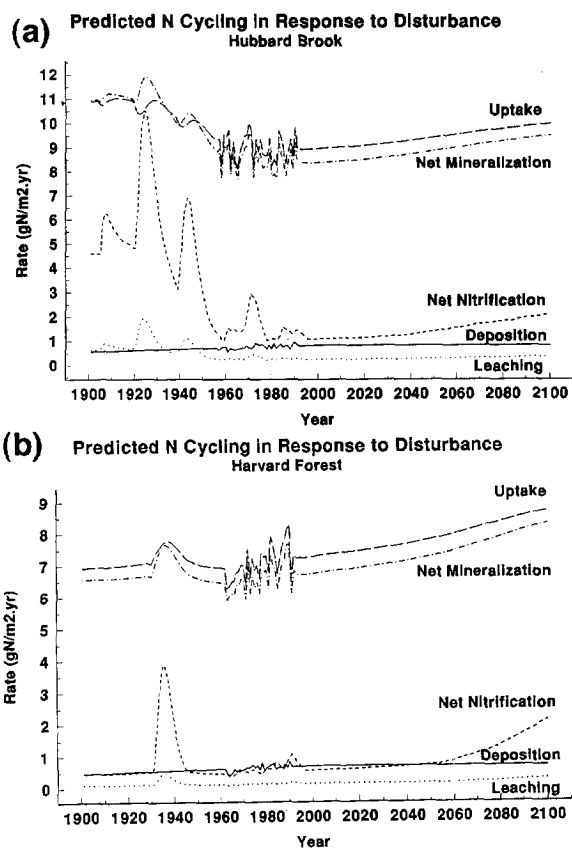 (a) Predicted N Cycling in Response to Disturbance
Hubbard Brook
12
11
10
9
8
7
6
5
4
3
2
1
0
Rate (gN/m2.yr)
Uptake
Net Mineralization
Net Nitrification
Deposition
Leaching
1900 1920 1940 1960 1980 2000 2020 2040 2060 2080 2100
Year
(b) Predicted N Cycling in Response to Disturbance
Harvard Forest
9
8
7
6
5
4
3
2
1
0
Rate (gN/m2.yr)
Uptake
Net Mineralization
Net Nitrification
Deposition
Leaching
1900 1920 1940 1960 1980 2000 2020 2040 2060 2080 2100
Year